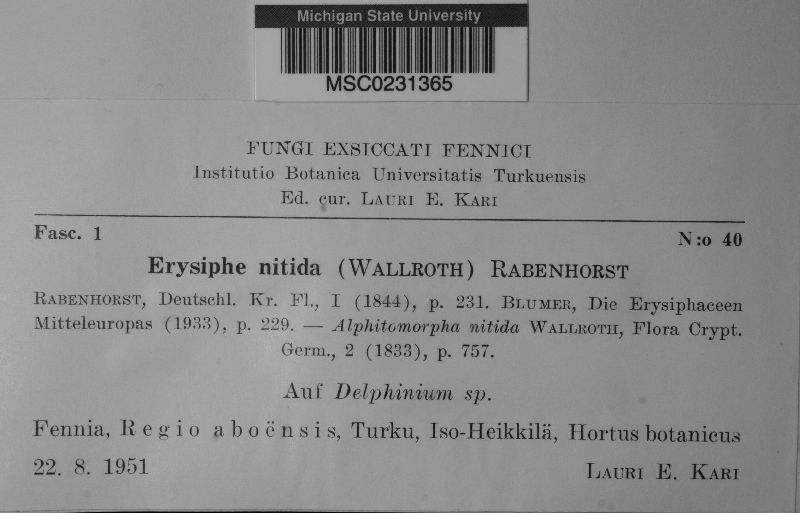 Michigan State University
MSC0231365
FUNGI EXSICCATI FENNICI
Institutio Botanica Universitatis Turkuensis
Ed. cur. LAURI E. KARI
Fasc. 1 N:o 40
Erysiphe nitida (WALLROTH) RABENHORST
RABENHORST, Deutschl. Kr. Fl., I (1844), p. 231. BLUMER, Die Erysiphaceen
Mitteleuropas (1933), p. 229. — Alphitomorpha nitida WALLROTH, Flora Crypt.
Germ., 2 (1833), p. 757.
Auf Delphinium sp.
Fennia, Regio aboënsis, Turku, Iso-Heikkilä, Hortus botanicus
22. 8. 1951 LAURI E. KARI